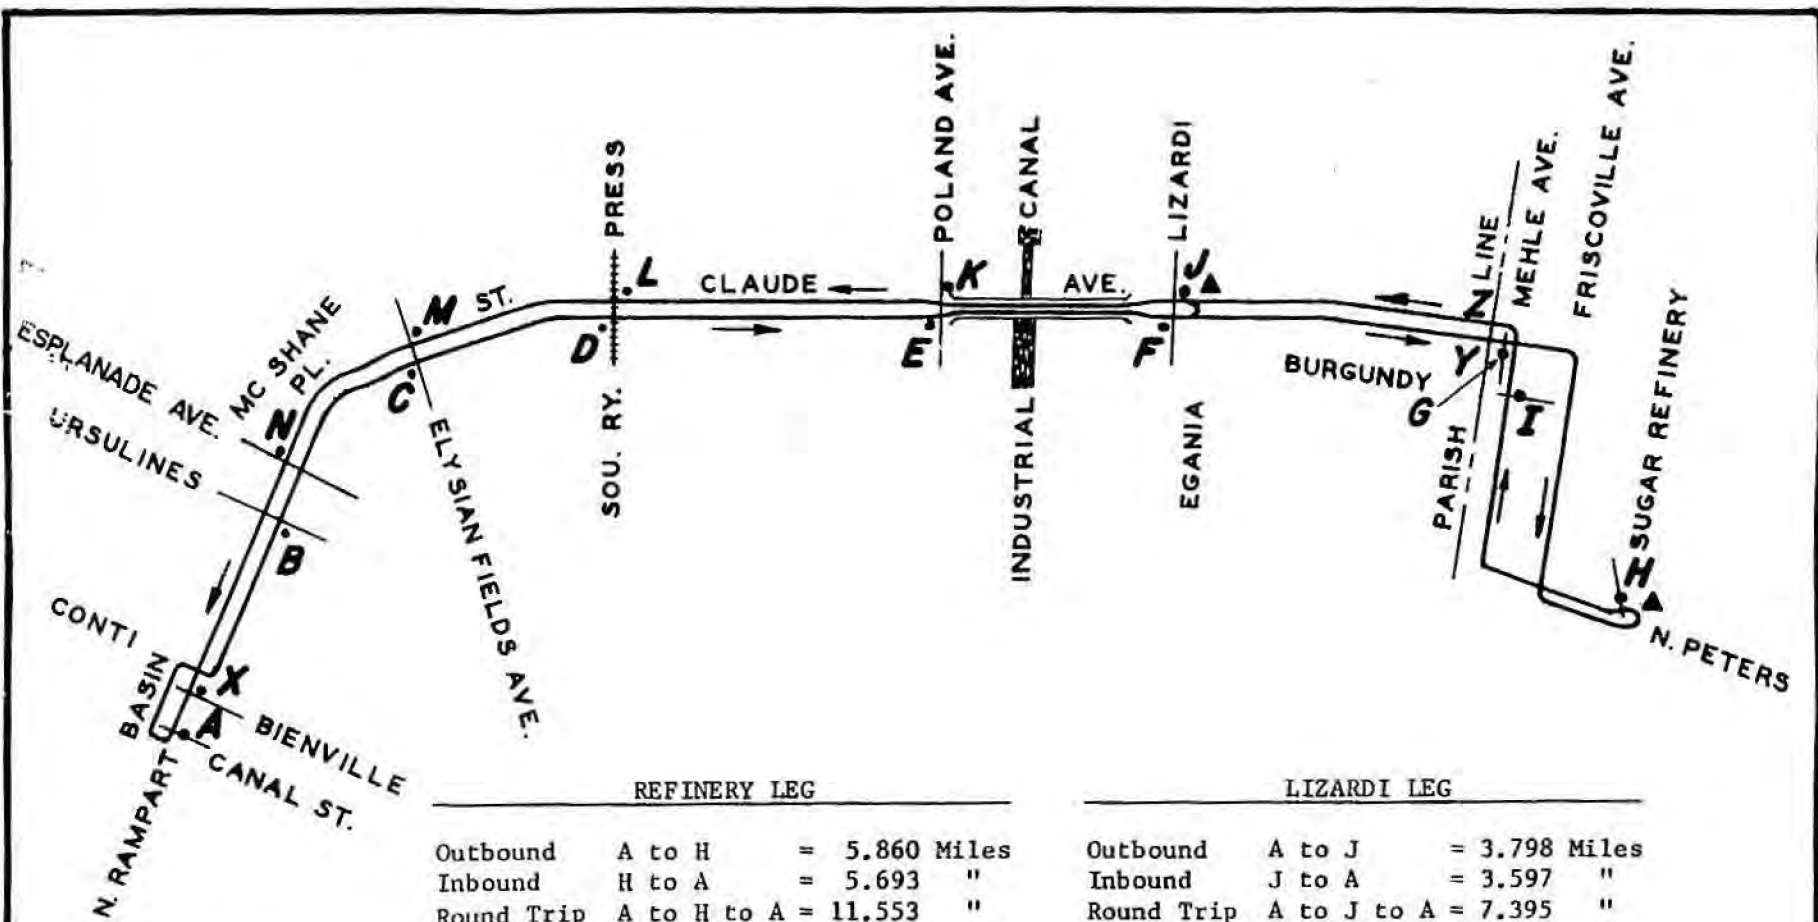 POLAND AVE.
FRISCOVILLE AVE.
PRESS
CANAL
LIZARDI
LINE
MEHLE AVE.
L
K
J
CLAUDE
AVE.
M
ST.
N
ESPLANADE AVE.
MC SHANE
PL.
D
E
F
Y
Z
BURGUNDY
G
I
SUGAR REFINERY
URSULINES
C
ELYSIAN FIELDS AVE.
SOU. RY.
INDUSTRIAL
EGANIA
PARISH
B
H
CONTI
N. PETERS
BASIN
X
A
BIENVILLE
CANAL ST.
N. RAMPART
REFINERY LEG
Outbound A to H = 5.860 Miles
Inbound H to A = 5.693 "
Round Trip A to H to A = 11.553 "
LIZARDI LEG
Outbound A to J = 3.798 Miles
Inbound J to A = 3.597 "
Round Trip A to J to A = 7.395 "